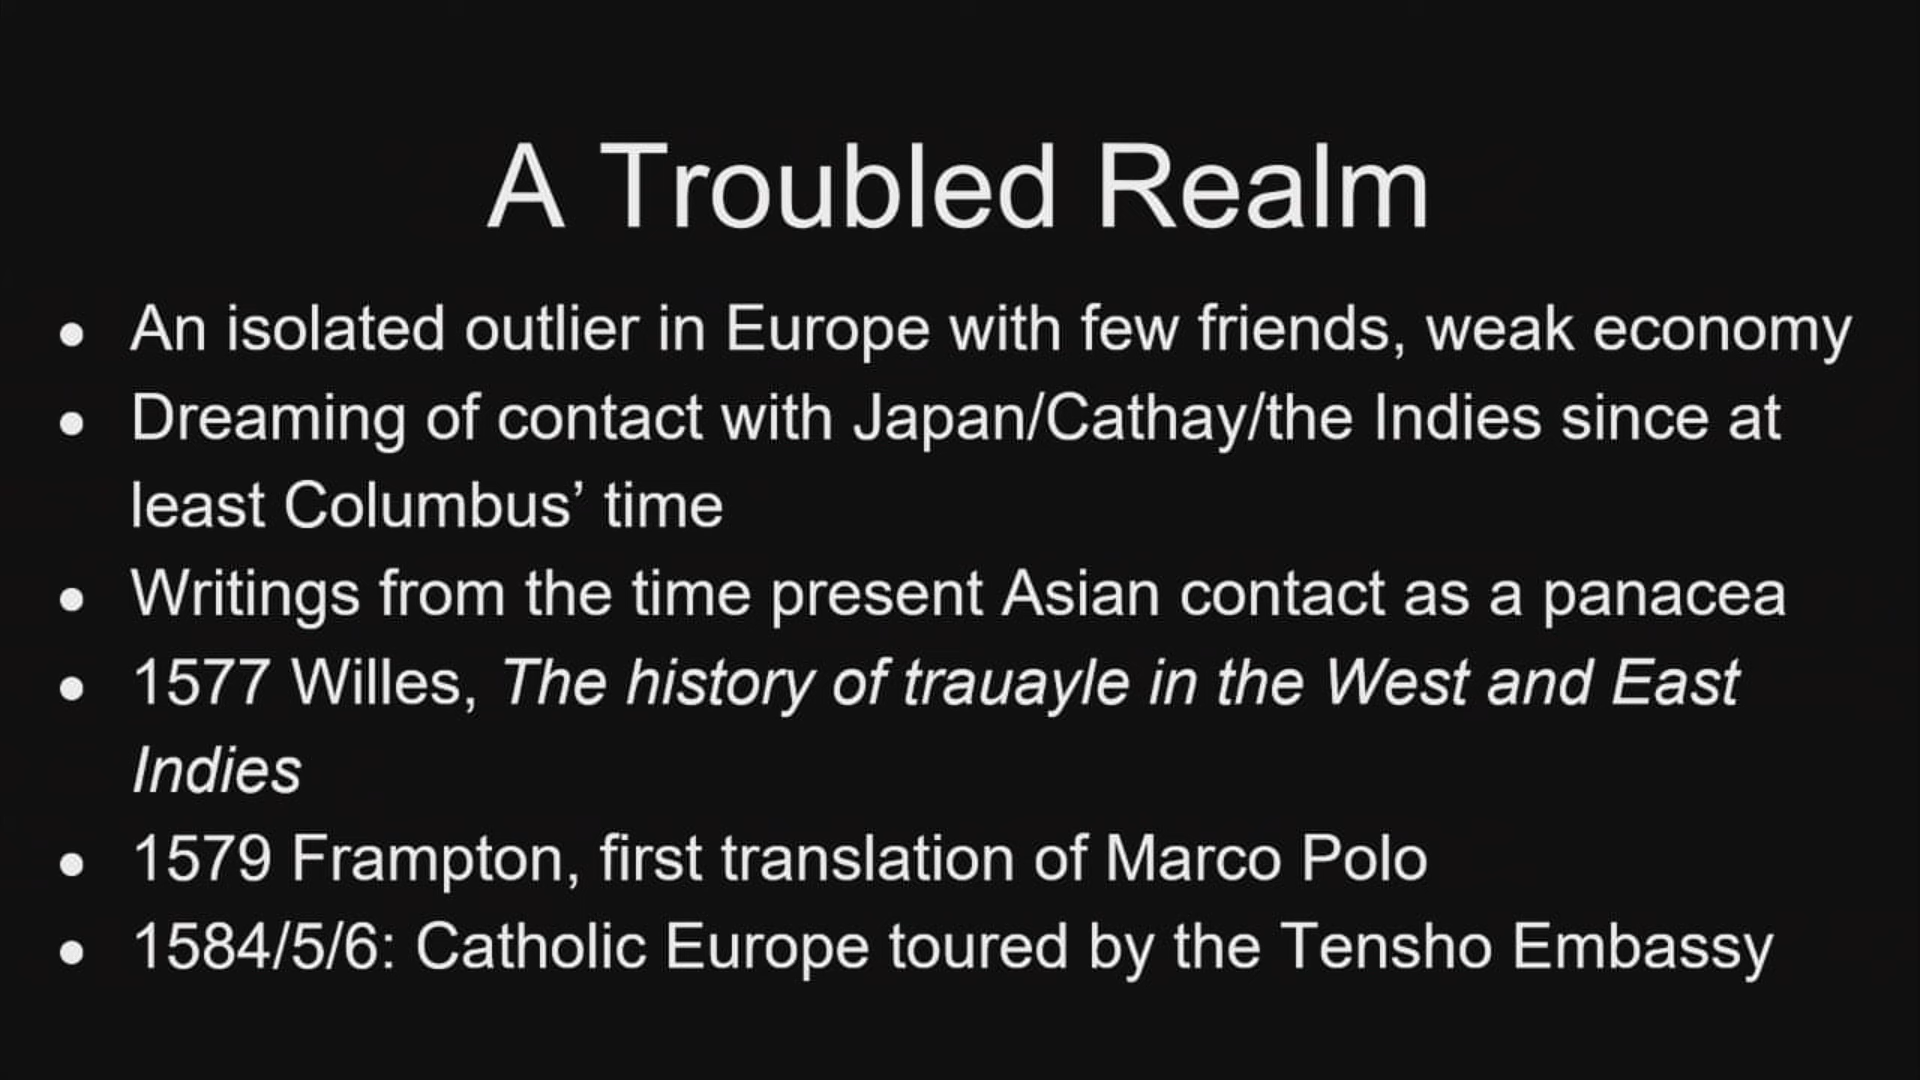 A Troubled Realm
● An isolated outlier in Europe with few friends, weak economy
● Dreaming of contact with Japan/Cathay/the Indies since at
least Columbus’ time
● Writings from the time present Asian contact as a panacea
● 1577 Willes, The history of trauayle in the West and East
Indies
● 1579 Frampton, first translation of Marco Polo
● 1584/5/6: Catholic Europe toured by the Tensho Embassy